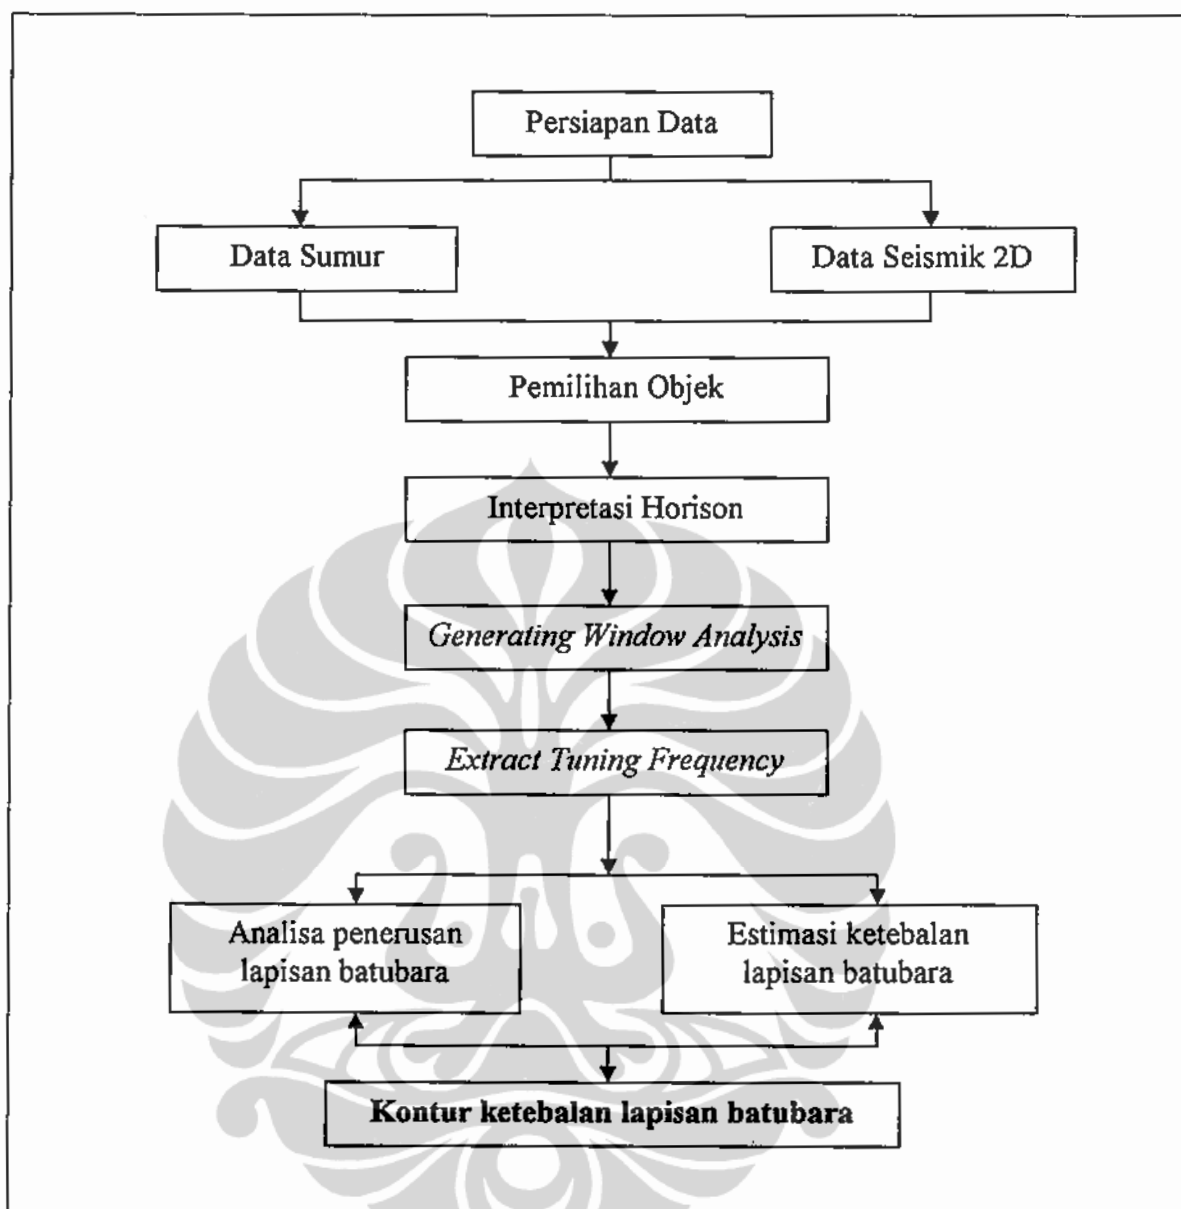 Persiapan Data
Data Sumur
Data Seismik 2D
Pemilihan Objek
Interpretasi Horison
Generating Window Analysis
Extract Tuning Frequency
Analisa penerusan
lapisan batubara
Estimasi ketebalan
lapisan batubara
Kontur ketebalan lapisan batubara